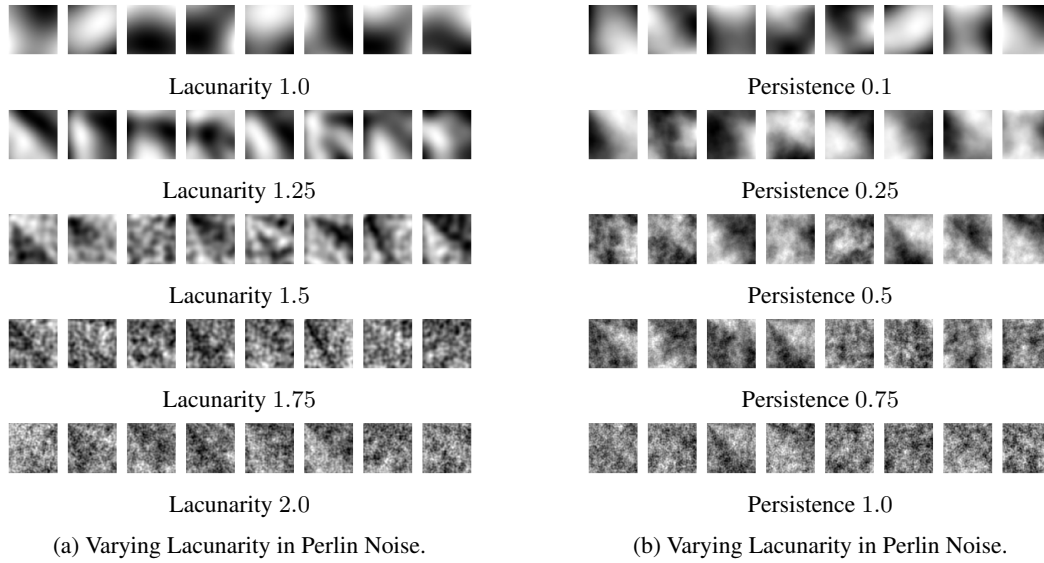 Lacunarity 1.0
Lacunarity 1.25
Lacunarity 1.5
Lacunarity 1.75
Lacunarity 2.0
(a) Varying Lacunarity in Perlin Noise.
Persistence 0.1
Persistence 0.25
Persistence 0.5
Persistence 0.75
Persistence 1.0
(b) Varying Lacunarity in Perlin Noise.